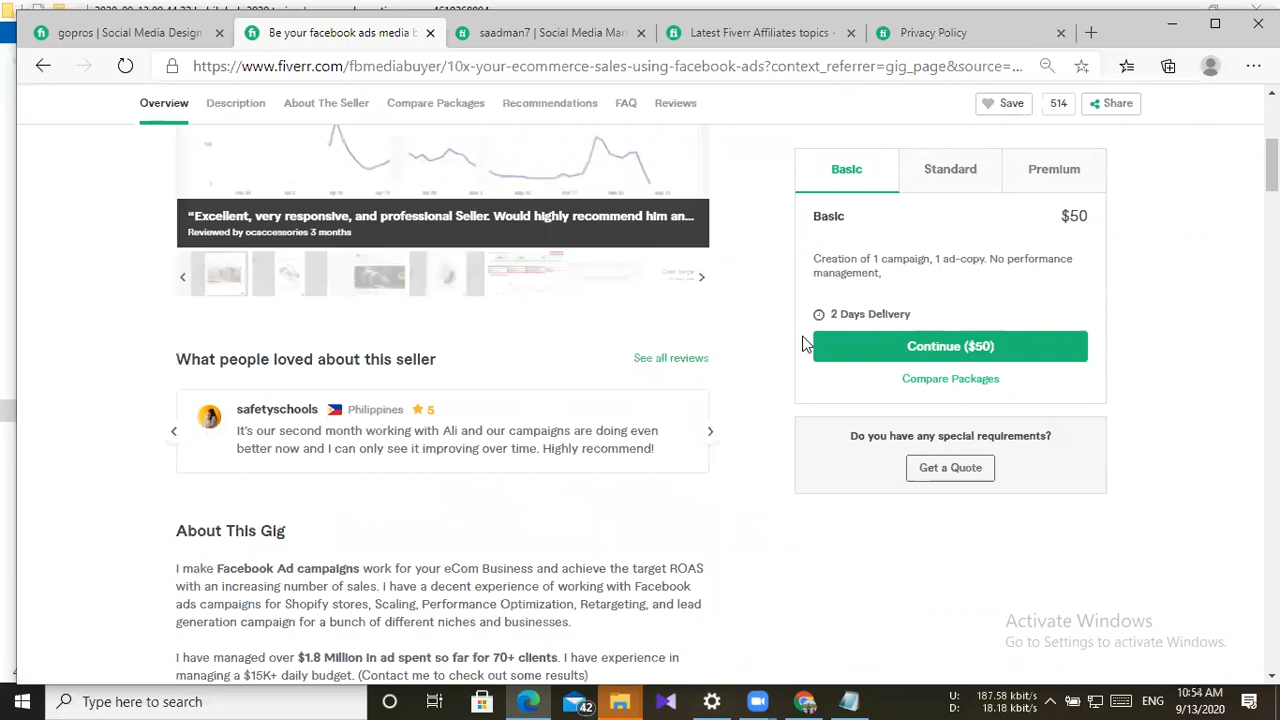 gopros | Social Media Design
Be your facebook ads media b
saadman7 | Social Media Mar
Latest Fiverr Affiliates topics -
Privacy Policy
https://www.fiverr.com/fbmediabuyer/10x-your-ecommerce-sales-using-facebook-ads?context_referrer=gig_page&source=...
Overview
Description
About The Seller
Compare Packages
Recommendations
FAQ
Reviews
Save
514
Share
"Excellent, very responsive, and professional Seller. Would highly recommend him an...
Reviewed by ocaccessories 3 months
Basic
Standard
Premium
Basic
$50
Creation of 1 campaign, 1 ad-copy. No performance
management,
2 Days Delivery
Continue ($50)
Compare Packages
Do you have any special requirements?
Get a Quote
What people loved about this seller
See all reviews
safetyschools
Philippines
5
It's our second month working with Ali and our campaigns are doing even
better now and I can only see it improving over time. Highly recommend!
About This Gig
I make Facebook Ad campaigns work for your eCom Business and achieve the target ROAS
with an increasing number of sales. I have a decent experience of working with Facebook
ads campaigns for Shopify stores, Scaling, Performance Optimization, Retargeting, and lead
generation campaign for a bunch of different niches and businesses.
I have managed over $1.8 Million in ad spent so far for 70+ clients. I have experience in
managing a $15K+ daily budget. (Contact me to check out some results)
Activate Windows
Go to Settings to activate Windows.
Type here to search
42
U: 187.58 kbit/s
D: 18.18 kbit/s
ENG
10:54 AM
9/13/2020